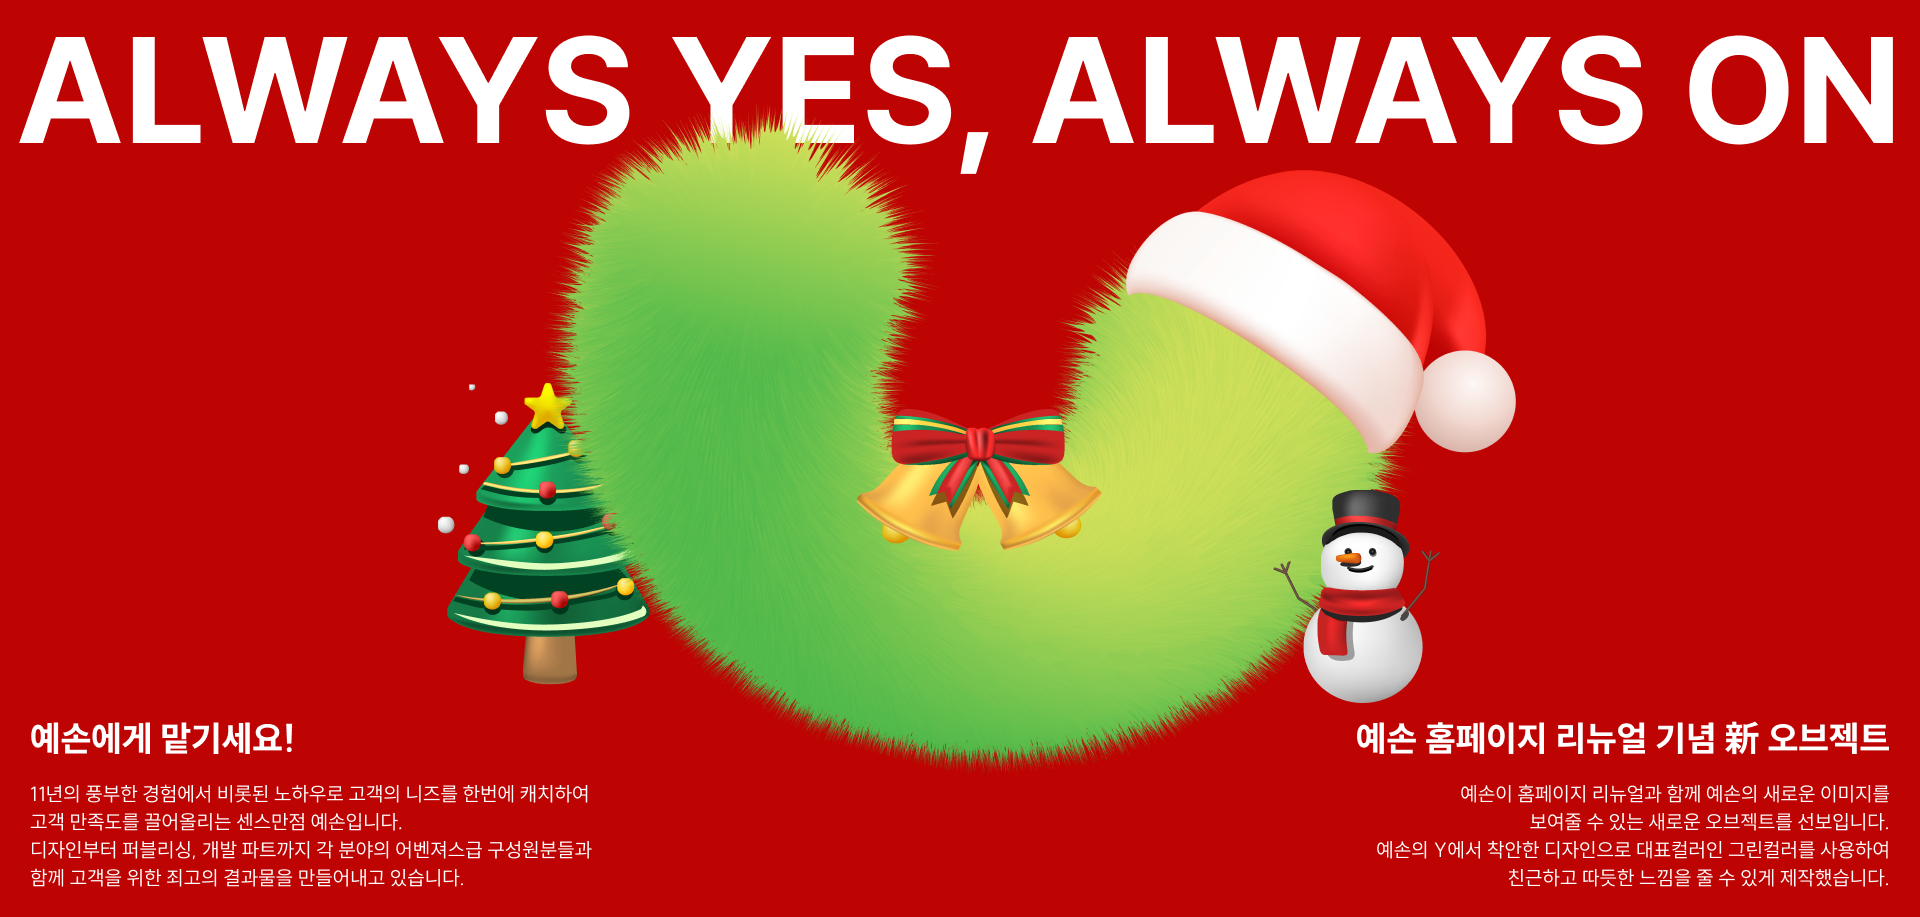 ALWAYS YES, ALWAYS ON
예손에게 맡기세요!
11년의 풍부한 경험에서 비롯된 노하우로 고객의 니즈를 한번에 캐치하여
고객 만족도를 끌어올리는 센스만점 예손입니다.
디자인부터 퍼블리싱, 개발 파트까지 각 분야의 어벤져스급 구성원분들과
함께 고객을 위한 최고의 결과물을 만들어내고 있습니다.
예손 홈페이지 리뉴얼 기념 新 오브젝트
예손이 홈페이지 리뉴얼과 함께 예손의 새로운 이미지를
보여줄 수 있는 새로운 오브젝트를 선보입니다.
예손의 Y에서 착안한 디자인으로 대표컬러인 그린컬러를 사용하여
친근하고 따듯한 느낌을 줄 수 있게 제작했습니다.